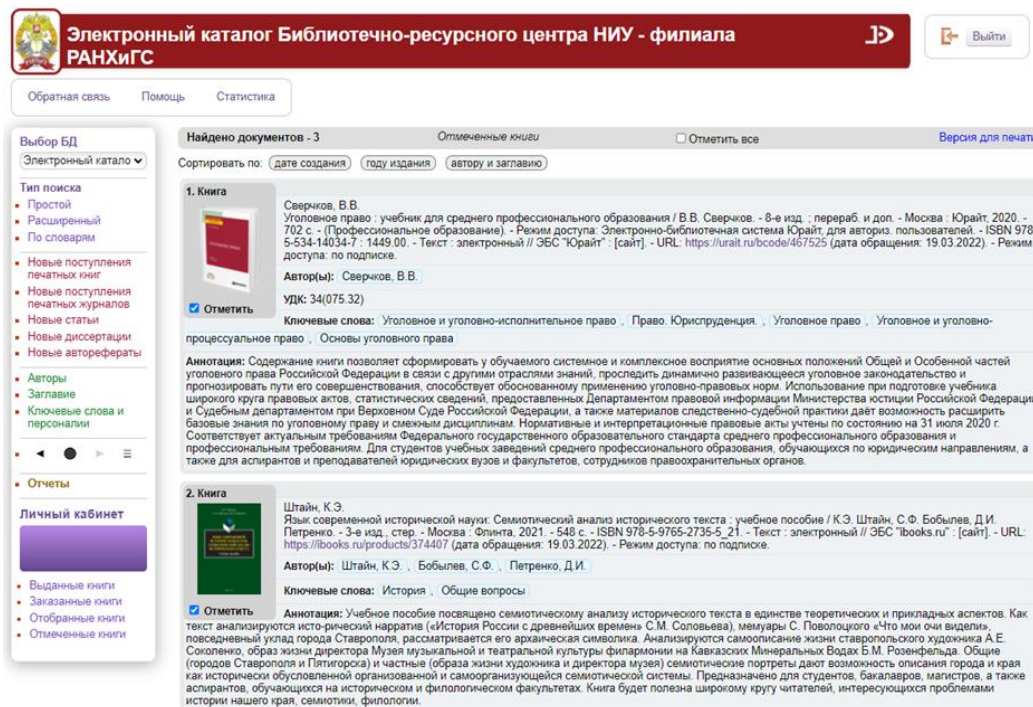 Электронный каталог Библиотечно-ресурсного центра НИУ - филиала
РАНХиГС
Выйти
Обратная связь Помощь Статистика
Выбор БД
Электронный катало
Тип поиска
Простой
Расширенный
По словарям
Новые поступления
печатных книг
Новые поступления
печатных журналов
Новые статьи
Новые диссертации
Новые авторефераты
Авторы
Заглавие
Ключевые слова и
персоналии
Отчеты
Личный кабинет
Выданные книги
Заказанные книги
Отобранные книги
Отмеченные книги
Найдено документов - 3 Отмеченные книги Отметить все Версия для печати
Сортировать по: дате создания году издания автору и заглавию
1. Книга
Сверчков, В.В.
Уголовное право : учебник для среднего профессионального образования / В.В. Сверчков. - 8-е изд. ; перераб. и доп. - Москва : Юрайт, 2020. -
702 с. - (Профессиональное образование). - Режим доступа: Электронно-библиотечная система Юрайт, для авториз. пользователей. - ISBN 978-
5-534-14034-7 : 1449.00. - Текст : электронный // ЭБС "Юрайт" : [сайт]. - URL: https://urait.ru/bcode/467525 (дата обращения: 19.03.2022). - Режим
доступа: по подписке.
Автор(ы): Сверчков, В.В.
УДК: 34(075.32)
Отметить
Ключевые слова: Уголовное и уголовно-исполнительное право , Право. Юриспруденция. , Уголовное право , Уголовное и уголовно-
процессуальное право , Основы уголовного права
Аннотация: Содержание книги позволяет сформировать у обучаемого системное и комплексное восприятие основных положений Общей и Особенной частей
уголовного права Российской Федерации в связи с другими отраслями знаний, проследить динамично развивающееся уголовное законодательство и
прогнозировать пути его совершенствования, способствует обоснованному применению уголовно-правовых норм. Использование при подготовке учебника
широкого круга правовых актов, статистических сведений, предоставленных Департаментом правовой информации Министерства юстиции Российской Федерации
и Судебным департаментом при Верховном Суде Российской Федерации, а также материалов следственно-судебной практики даёт возможность расширить
базовые знания по уголовному праву и смежным дисциплинам. Нормативные и интерпретационные правовые акты учтены по состоянию на 31 июля 2020 г.
Соответствует актуальным требованиям Федерального государственного образовательного стандарта среднего профессионального образования и
профессиональным требованиям. Для студентов учебных заведений среднего профессионального образования, обучающихся по юридическим направлениям, а
также для аспирантов и преподавателей юридических вузов и факультетов, сотрудников правоохранительных органов.
2. Книга
Штайн, К.Э.
Язык современной исторической науки: Семиотический анализ исторического текста : учебное пособие / К.Э. Штайн, С.Ф. Бобылев, Д.И.
Петренко. - 3-е изд., стер. - Москва : Флинта, 2021. - 548 с. - ISBN 978-5-9765-2735-5_21. - Текст : электронный // ЭБС "Ibooks.ru" : [сайт]. - URL:
https://ibooks.ru/products/374407 (дата обращения: 19.03.2022). - Режим доступа: по подписке.
Автор(ы): Штайн, К.Э. , Бобылев, С.Ф. , Петренко, Д.И.
Ключевые слова: История , Общие вопросы
Отметить
Аннотация: Учебное пособие посвящено семиотическому анализу исторического текста в единстве теоретических и прикладных аспектов. Как
текст анализируются исто-рический нарратив («История России с древнейших времен» С.М. Соловьева), мемуары С. Поволоцкого «Что мои очи видели»,
повседневный уклад города Ставрополя, рассматривается его архаическая символика. Анализируются самоописание жизни ставропольского художника А.Е.
Соколенко, образ жизни директора Музея музыкальной и театральной культуры филармонии на Кавказских Минеральных Водах Б.М. Розенфельда. Общие
(городов Ставрополя и Пятигорска) и частные (образа жизни художника и директора музея) семиотические портреты дают возможность описания города и края
как исторически обусловленной организованной и самоорганизующейся семиотической системы. Предназначено для студентов, бакалавров, магистров, а также
аспирантов, обучающихся на историческом и филологическом факультетах. Книга будет полезна широкому кругу читателей, интересующихся проблемами
истории нашего края, семиотики, филологии.